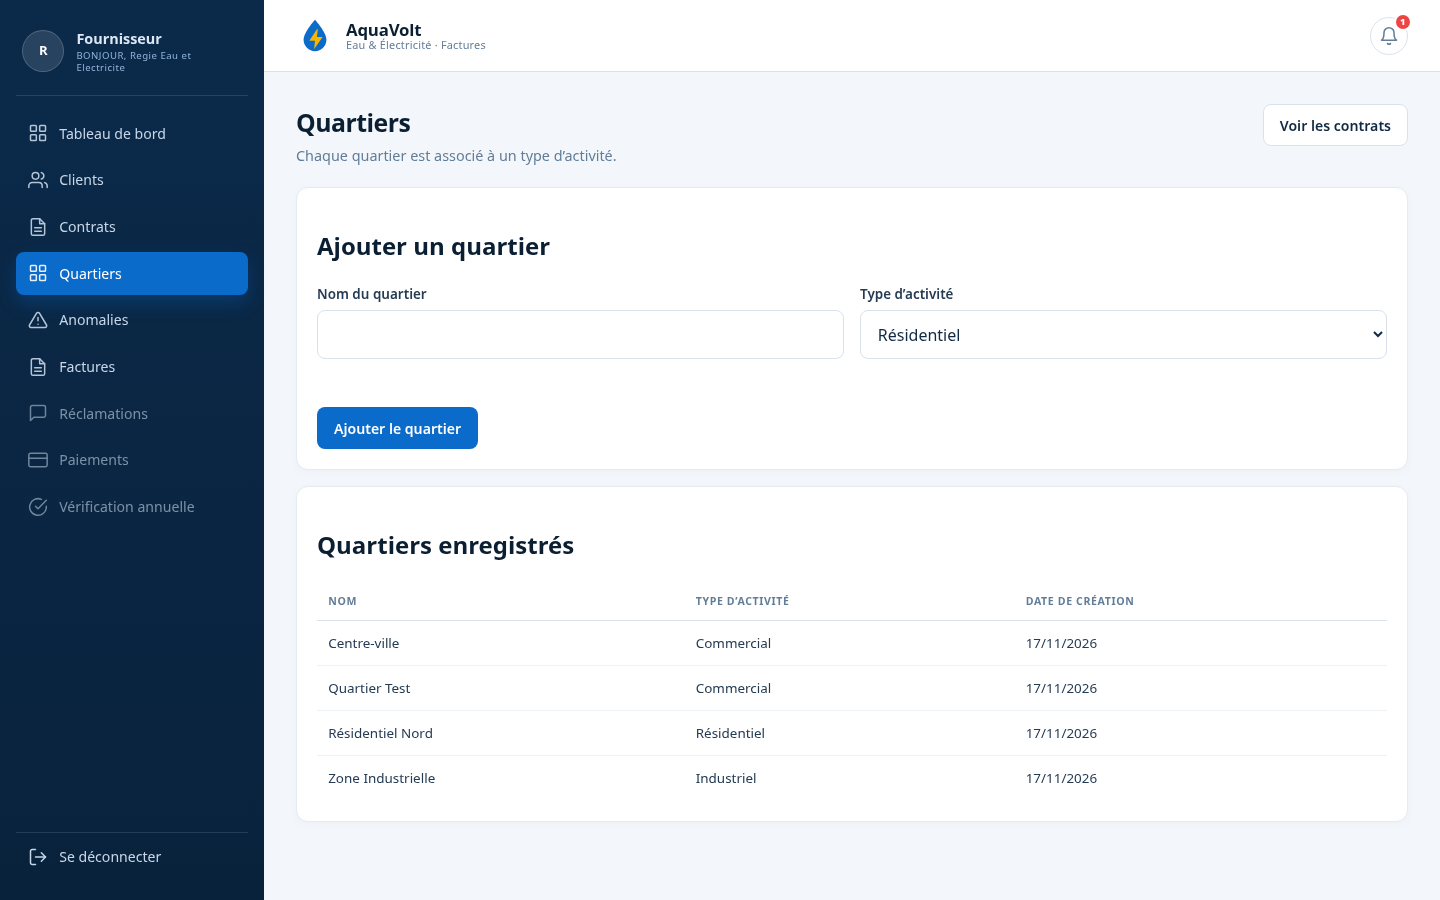 R
Fournisseur
BONJOUR, Regie Eau et
Electricite
Tableau de bord
Clients
Contrats
Quartiers
Anomalies
Factures
Réclamations
Paiements
Vérification annuelle
Se déconnecter
AquaVolt
Eau & Électricité · Factures
1
Quartiers
Chaque quartier est associé à un type d’activité.
Voir les contrats
Ajouter un quartier
Nom du quartier
Type d’activité
Résidentiel
Ajouter le quartier
Quartiers enregistrés
NOM TYPE D’ACTIVITÉ DATE DE CRÉATION
Centre-ville Commercial 17/11/2026
Quartier Test Commercial 17/11/2026
Résidentiel Nord Résidentiel 17/11/2026
Zone Industrielle Industriel 17/11/2026